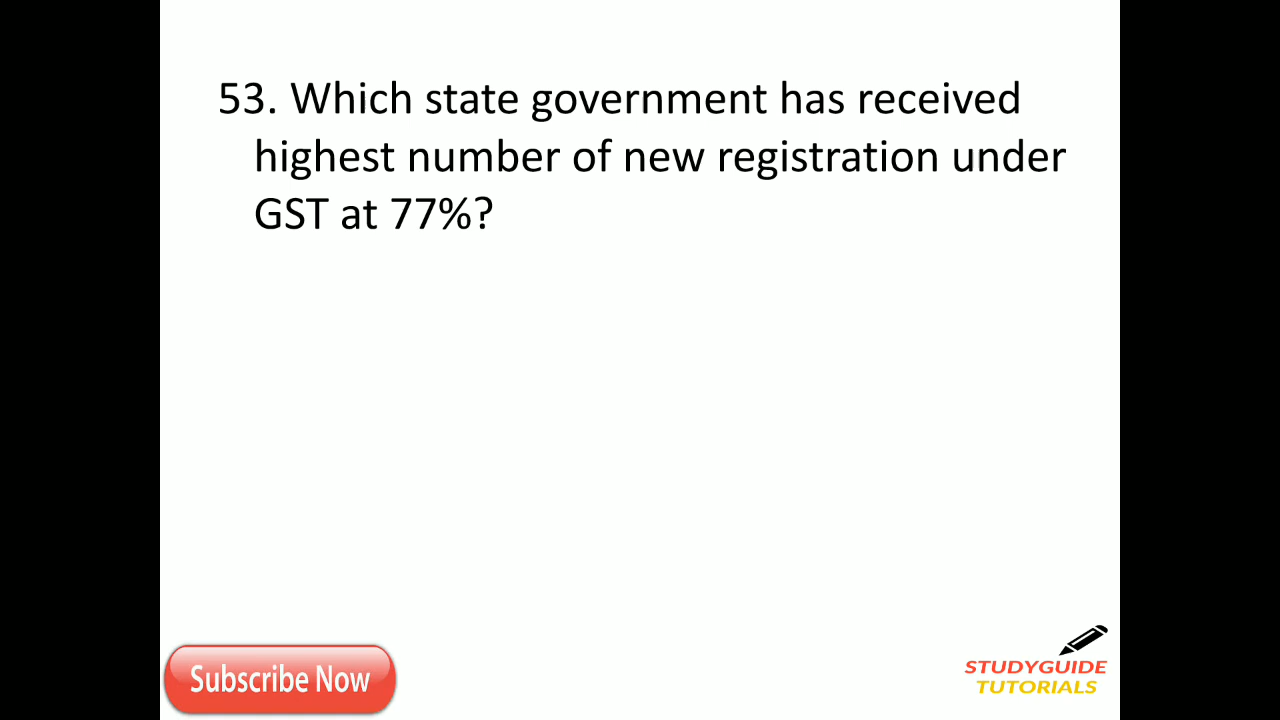 53. Which state government has received
highest number of new registration under
GST at 77%?
Subscribe Now
STUDYGUIDE
TUTORIALS